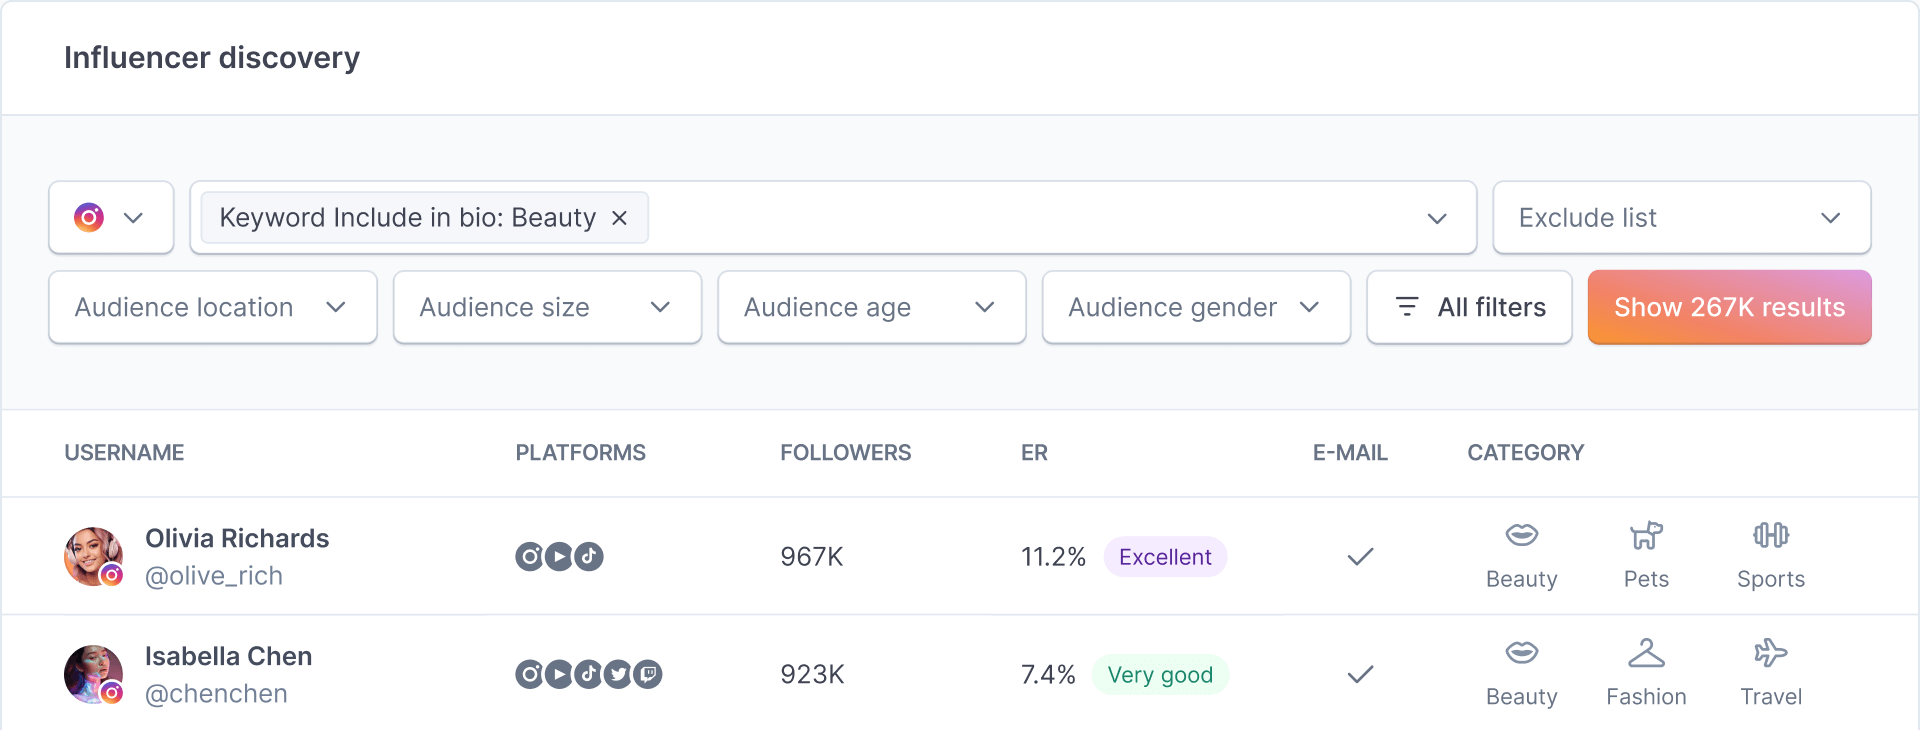 Influencer discovery
Keyword Include in bio: Beauty
Exclude list
Audience location
Audience size
Audience age
Audience gender
All filters
Show 267K results
USERNAME PLATFORMS FOLLOWERS ER E-MAIL CATEGORY
Olivia Richards
@olive_rich
967K
11.2% Excellent
Beauty Pets Sports
Isabella Chen
@chenchen
923K
7.4% Very good
Beauty Fashion Travel